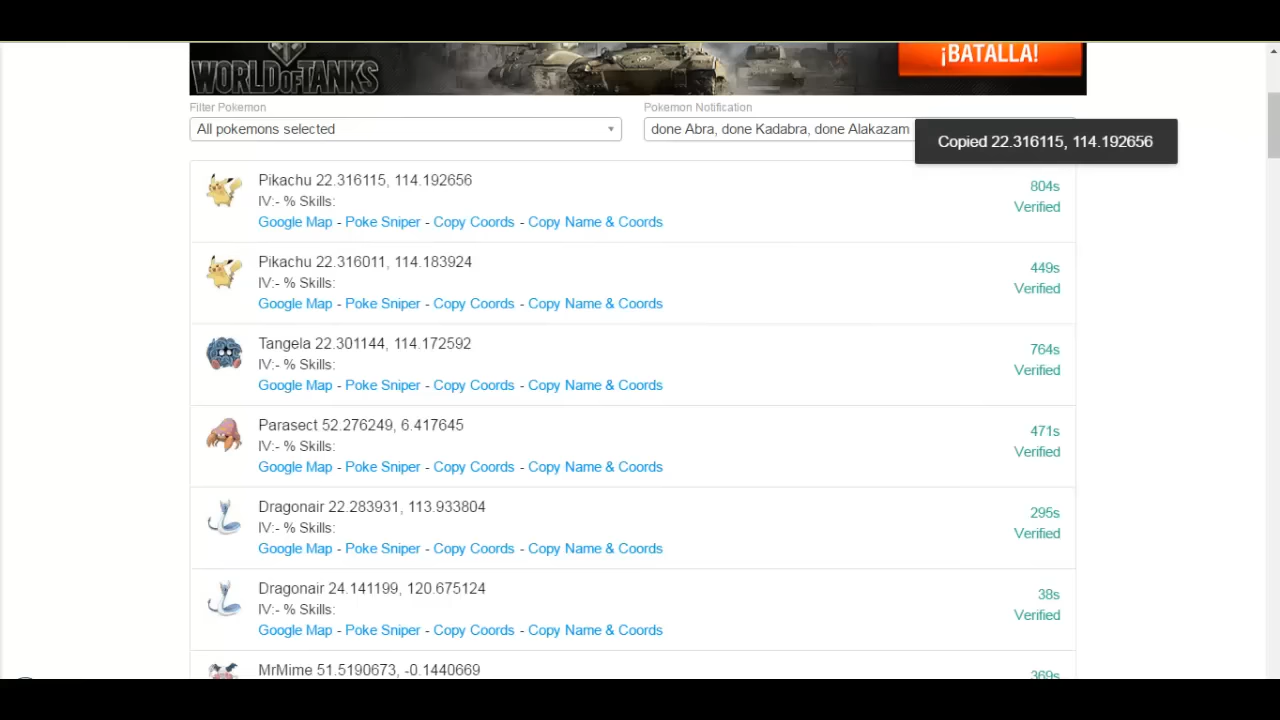 WORLD OF TANKS
¡BATALLA!
Filter Pokemon
Pokemon Notification
All pokemons selected
done Abra, done Kadabra, done Alakazam
Copied 22.316115, 114.192656
Pikachu 22.316115, 114.192656
804s
IV:- % Skills:
Verified
Google Map - Poke Sniper - Copy Coords - Copy Name & Coords
Pikachu 22.316011, 114.183924
449s
IV:- % Skills:
Verified
Google Map - Poke Sniper - Copy Coords - Copy Name & Coords
Tangela 22.301144, 114.172592
764s
IV:- % Skills:
Verified
Google Map - Poke Sniper - Copy Coords - Copy Name & Coords
Parasect 52.276249, 6.417645
471s
IV:- % Skills:
Verified
Google Map - Poke Sniper - Copy Coords - Copy Name & Coords
Dragonair 22.283931, 113.933804
295s
IV:- % Skills:
Verified
Google Map - Poke Sniper - Copy Coords - Copy Name & Coords
Dragonair 24.141199, 120.675124
38s
IV:- % Skills:
Verified
Google Map - Poke Sniper - Copy Coords - Copy Name & Coords
MrMime 51.5190673, -0.1440669
369s